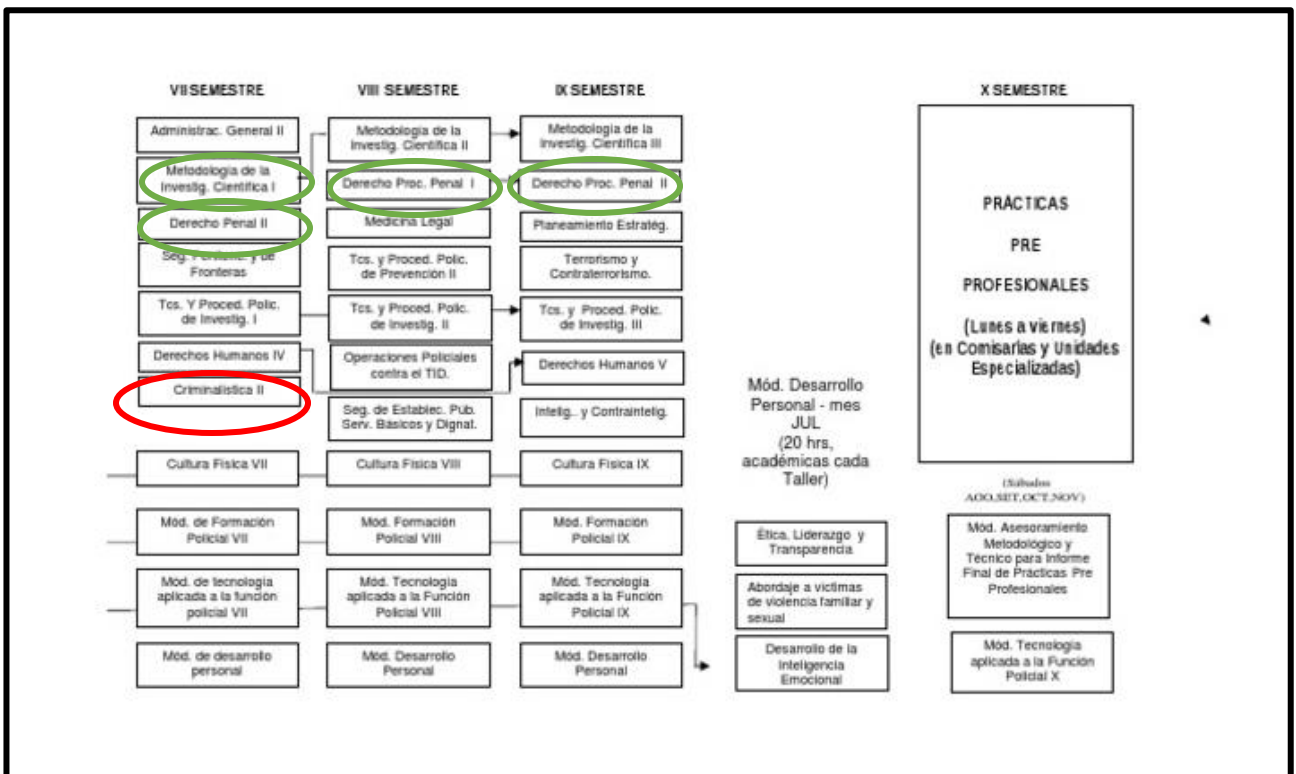 VII SEMESTRE
Administrac. General II
Metodología de la
Investig. Científica I
Derecho Penal II
Seg. y de
Fronteras
Tcs. Y Proced. Polic.
de Investig. I
Derechos Humanos IV
Criminalística II
Cultura Física VII
Mód. de Formación
Policial VII
Mód. de tecnología
aplicada a la función
policial VII
Mód. de desarrollo
personal
VIII SEMESTRE
Metodología de la
Investig. Científica II
Derecho Proc. Penal I
Medicina Legal
Tcs. y Proced. Polic.
de Prevención II
Tcs. y Proced. Polic.
de Investig. II
Operaciones Policiales
contra el TID.
Seg. de Establec. Púb.
Serv. Básicos y Dignat.
Cultura Física VIII
Mód. Formación
Policial VIII
Mód. Tecnología
aplicada a la Función
Policial VIII
Mód. Desarrollo
Personal
IX SEMESTRE
Metodología de la
Investig. Científica III
Derecho Proc. Penal II
Planeamiento Estratég.
Terrorismo y
Contraterrorismo.
Tcs. y Proced. Polic.
de Investig. III
Derechos Humanos V
Intelig.. y Contraintelig.
Cultura Física IX
Mód. Formación
Policial IX
Mód. Tecnología
aplicada a la Función
Policial IX
Mód. Desarrollo
Personal
Mód. Desarrollo
Personal - mes
JUL
(20 hrs,
académicas cada
Taller)
Ética, Liderazgo y
Transparencia
Abordaje a víctimas
de violencia familiar y
sexual
Desarrollo de la
Inteligencia
Emocional
X SEMESTRE
PRÁCTICAS
PRE
PROFESIONALES
(Lunes a viernes)
(en Comisarías y Unidades
Especializadas)
(Sábados
AGO,SET,OCT,NOV)
Mód. Asesoramiento
Metodológico y
Técnico para Informe
Final de Prácticas Pre
Profesionales
Mód. Tecnología
aplicada a la Función
Policial X